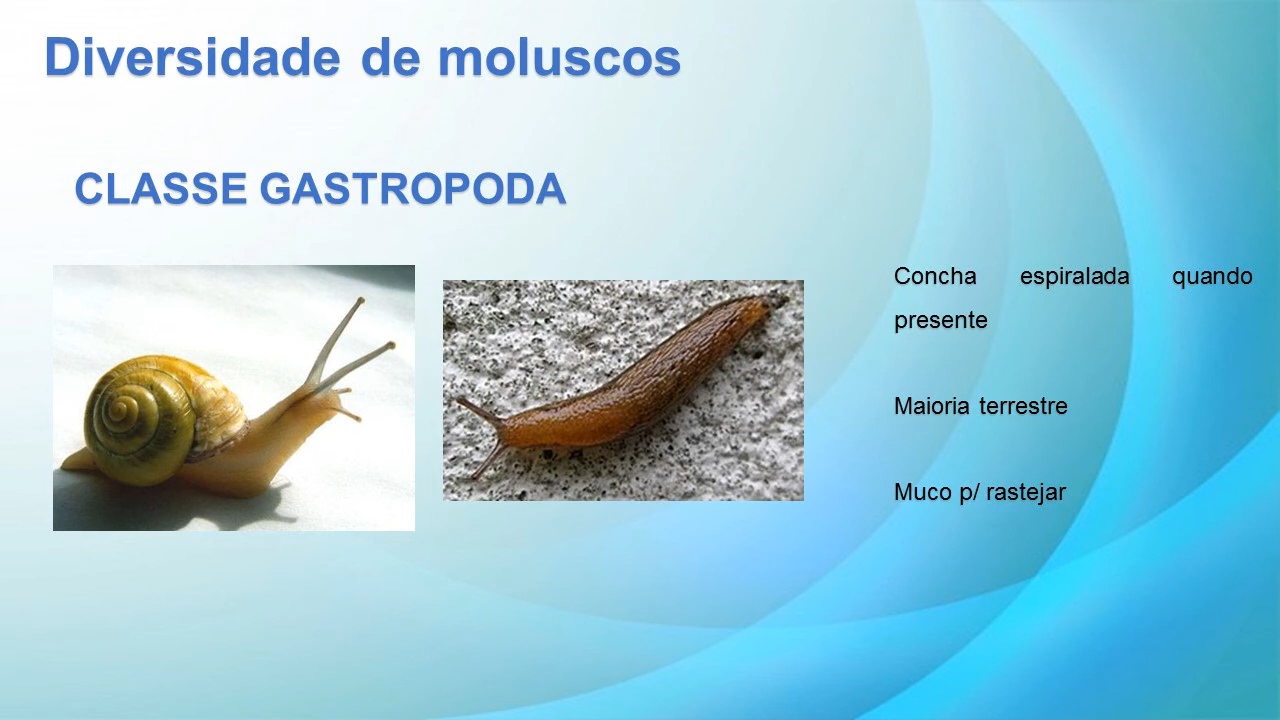 Diversidade de moluscos
CLASSE GASTROPODA
Concha espiralada quando
presente
Maioria terrestre
Muco p/ rastejar